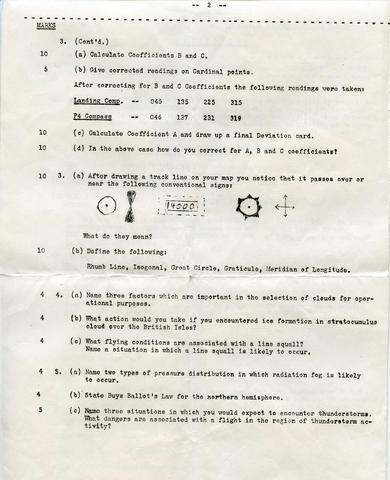 -- 2 --
MARKS
3. (Cont'd.)
10 (a) Calculate Coefficients B and C.
5 (b) Give corrected readings on Cardinal points.
After correcting for B and C Coefficients the following readings were taken:
Landing Comp. -- 045 135 225 315
P4 Compass -- 046 137 231 319
10 (c) Calculate Coefficient A and draw up a final Deviation card.
10 (d) In the above case how do you correct for A, B and C coefficients?
10 3. (a) After drawing a track line on your map you notice that it passes over or
near the following conventional signs:
14000
What do they mean?
10 (b) Define the following:
Rhumb Line, Isogonal, Great Circle, Graticule, Meridian of Longitude.
4 4. (a) Name three factors which are important in the selection of clouds for oper-
ational purposes.
4 (b) What action would you take if you encountered ice formation in stratocumulus
cloud over the British Isles?
4 (c) What flying conditions are associated with a line squall?
Name a situation in which a line squall is likely to occur.
4 5. (a) Name two types of pressure distribution in which radiation fog is likely
to occur.
4 (b) State Buys Ballot's Law for the northern hemisphere.
5 (c) Name three situations in which you would expect to encounter thunderstorms.
What dangers are associated with a flight in the region of thunderstorm ac-
tivity?